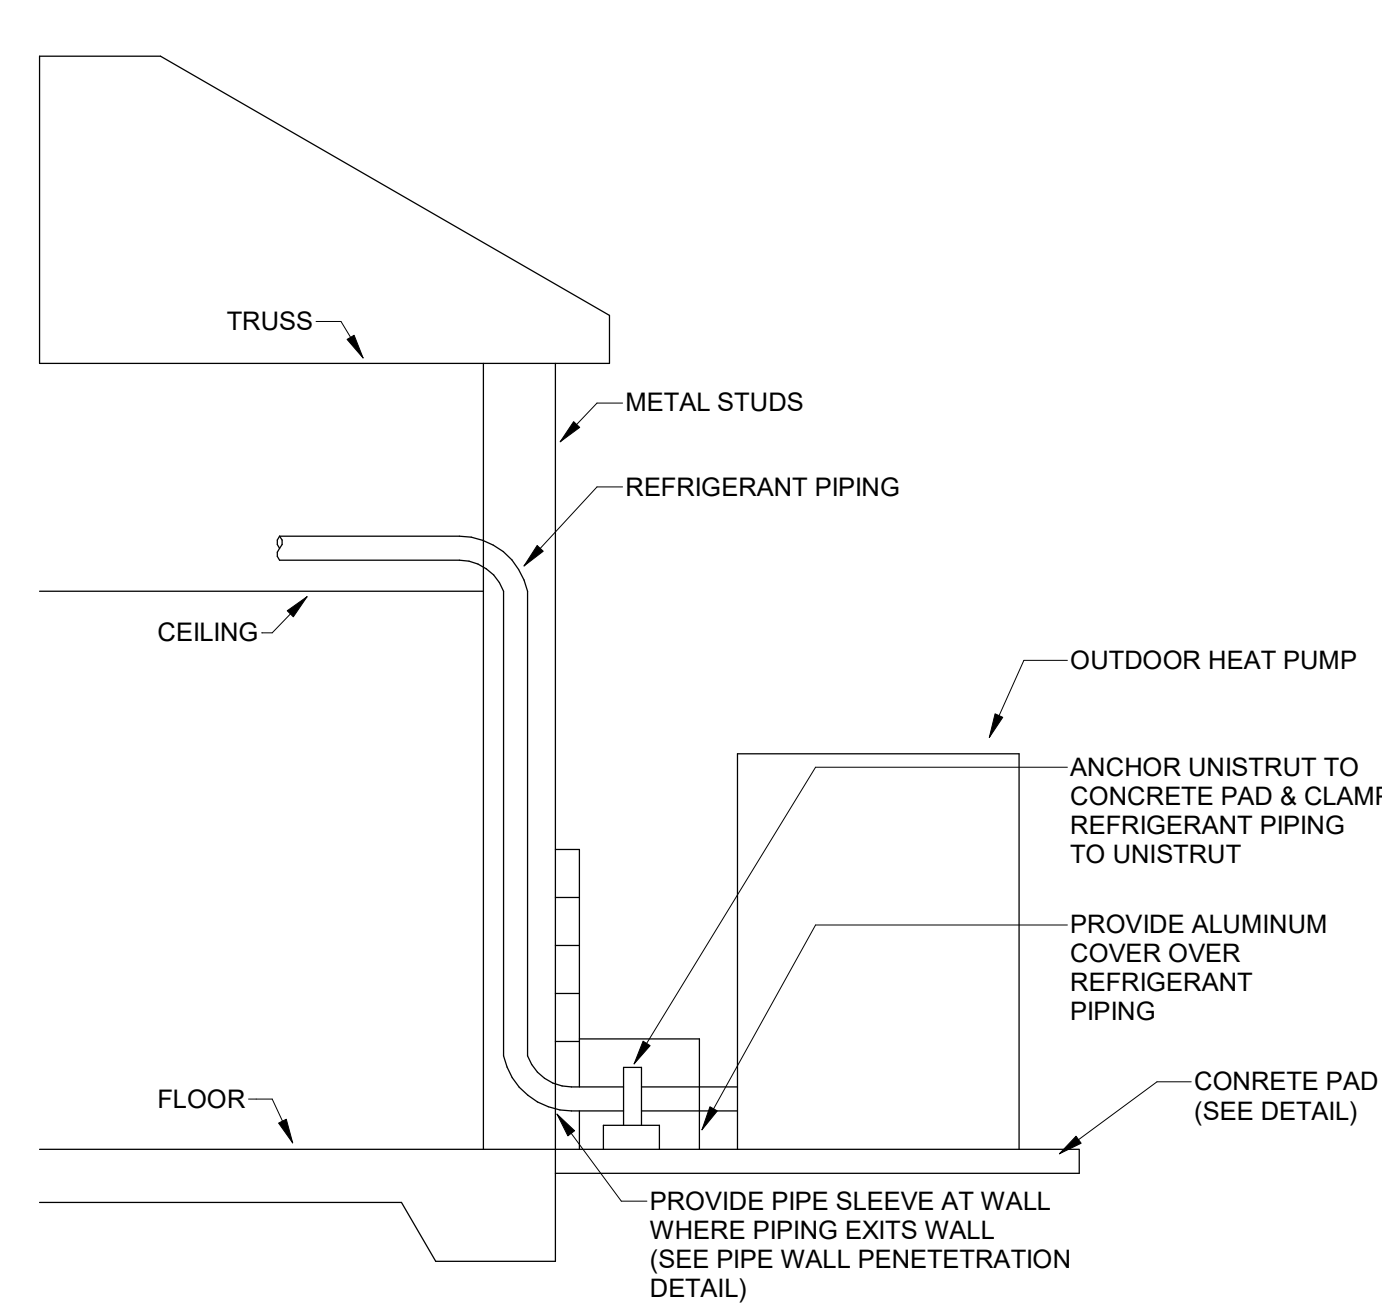 TRUSS
METAL STUDS
REFRIGERANT PIPING
CEILING
OUTDOOR HEAT PUMP
ANCHOR UNISTRUT TO
CONCRETE PAD & CLAMP
REFRIGERANT PIPING
TO UNISTRUT
PROVIDE ALUMINUM
COVER OVER
REFRIGERANT
PIPING
FLOOR
CONRETE PAD
(SEE DETAIL)
PROVIDE PIPE SLEEVE AT WALL
WHERE PIPING EXITS WALL
(SEE PIPE WALL PENETETRATION
DETAIL)